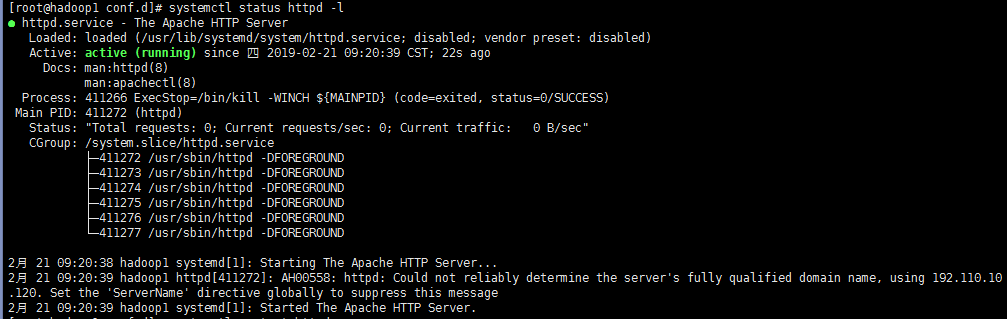 [root@hadoop1 conf.d]# systemctl status httpd -l
● httpd.service - The Apache HTTP Server
   Loaded: loaded (/usr/lib/systemd/system/httpd.service; disabled; vendor preset: disabled)
   Active: active (running) since 四 2019-02-21 09:20:39 CST; 22s ago
     Docs: man:httpd(8)
           man:apachectl(8)
  Process: 411266 ExecStop=/bin/kill -WINCH ${MAINPID} (code=exited, status=0/SUCCESS)
 Main PID: 411272 (httpd)
   Status: "Total requests: 0; Current requests/sec: 0; Current traffic:   0 B/sec"
   CGroup: /system.slice/httpd.service
           ├─411272 /usr/sbin/httpd -DFOREGROUND
           ├─411273 /usr/sbin/httpd -DFOREGROUND
           ├─411274 /usr/sbin/httpd -DFOREGROUND
           ├─411275 /usr/sbin/httpd -DFOREGROUND
           ├─411276 /usr/sbin/httpd -DFOREGROUND
           └─411277 /usr/sbin/httpd -DFOREGROUND

2月 21 09:20:38 hadoop1 systemd[1]: Starting The Apache HTTP Server...
2月 21 09:20:39 hadoop1 httpd[411272]: AH00558: httpd: Could not reliably determine the server's fully qualified domain name, using 192.110.10
.120. Set the 'ServerName' directive globally to suppress this message
2月 21 09:20:39 hadoop1 systemd[1]: Started The Apache HTTP Server.